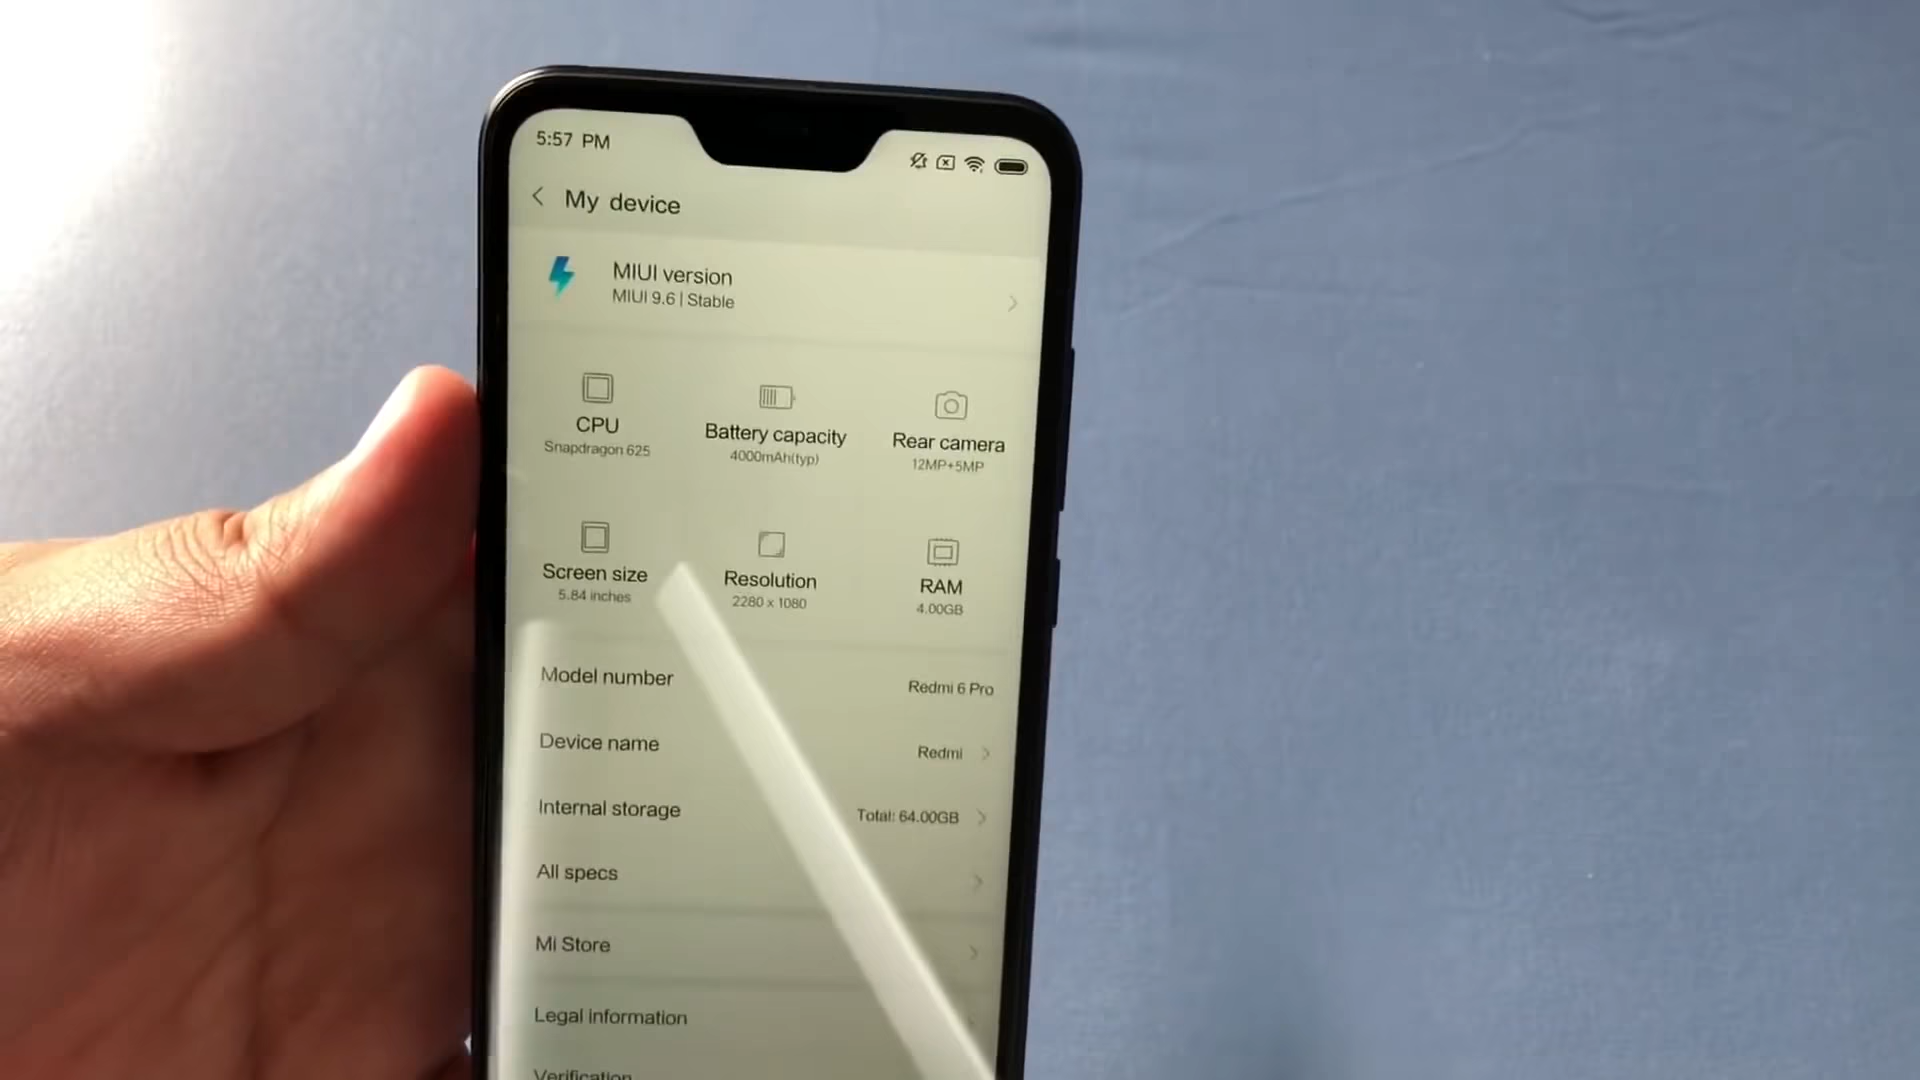 5:57 PM
My device
MIUI version
MIUI 9.6 | Stable
CPU
Snapdragon 625
Battery capacity
4000mAh(typ)
Rear camera
12MP+5MP
Screen size
5.84 inches
Resolution
2280 x 1080
RAM
4.00GB
Model number
Redmi 6 Pro
Device name
Redmi
Internal storage
Total: 64.00GB
All specs
Mi Store
Legal information
Verification